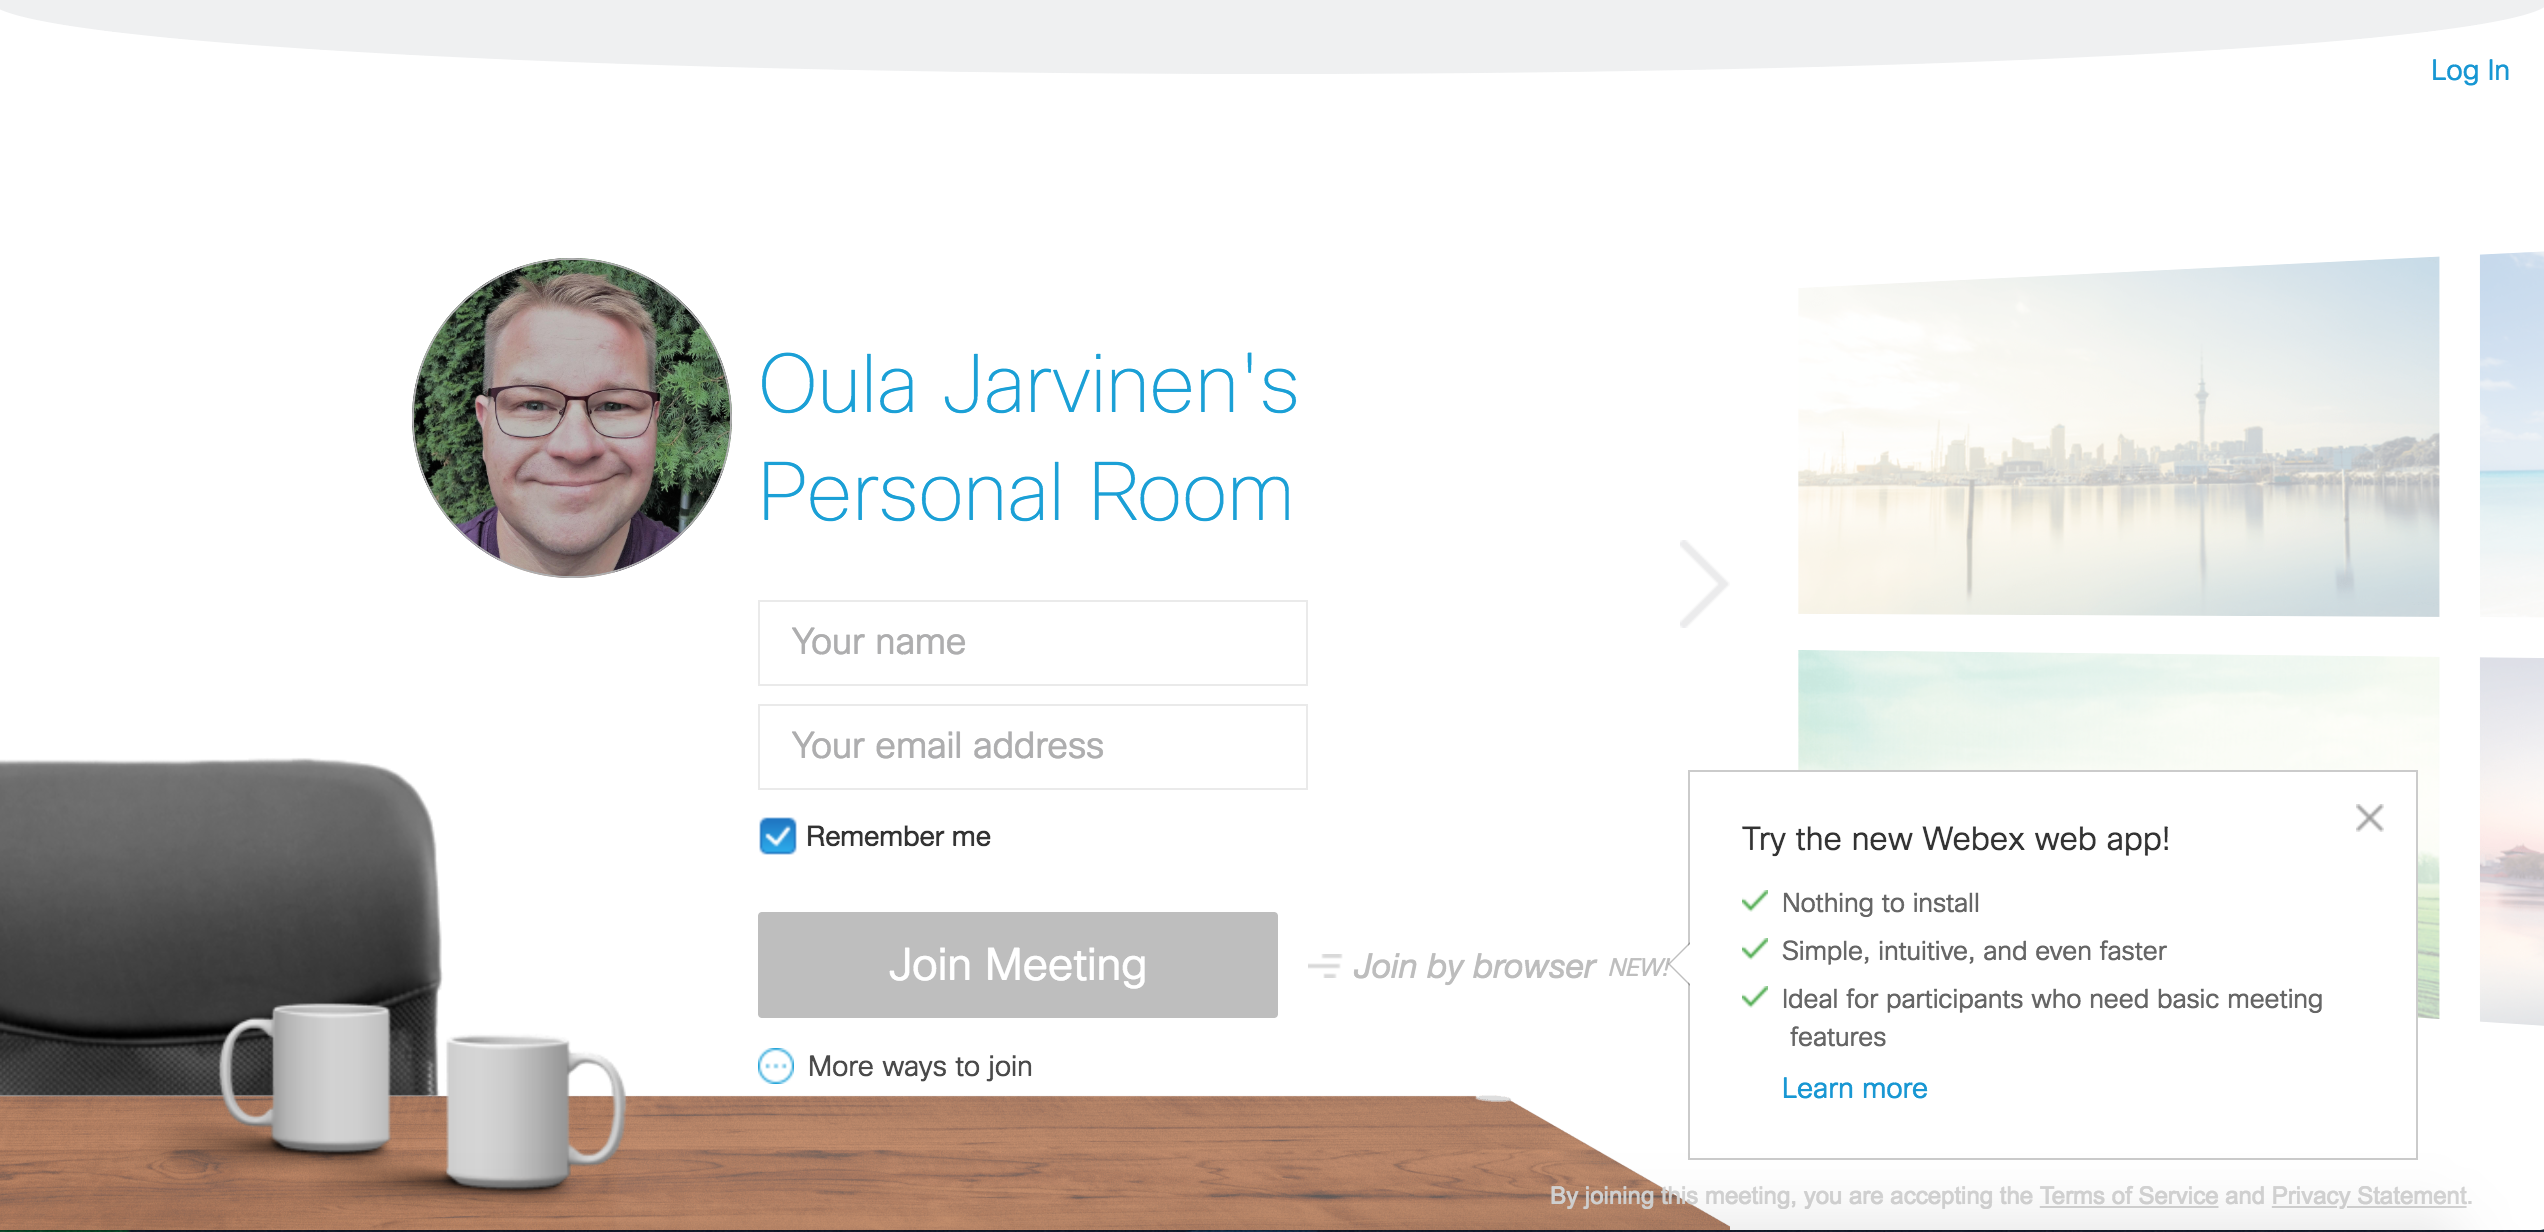 Log In
Oula Jarvinen's
Personal Room
Your name
Your email address
Remember me
Join Meeting
Join by browser NEW!
More ways to join
Try the new Webex web app!
Nothing to install
Simple, intuitive, and even faster
Ideal for participants who need basic meeting
features
Learn more
By joining this meeting, you are accepting the Terms of Service and Privacy Statement.